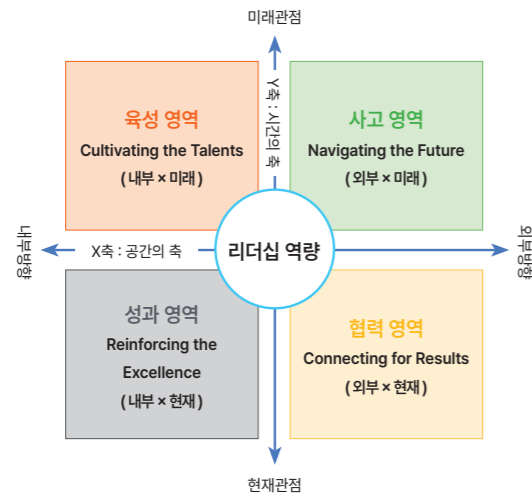 미래관점
육성 영역
Cultivating the Talents
( 내부 × 미래 )
Y축 : 시간의 축
사고 영역
Navigating the Future
( 외부 × 미래 )
내부방향
X축 : 공간의 축
리더십 역량
외부방향
성과 영역
Reinforcing the
Excellence
( 내부 × 현재 )
협력 영역
Connecting for Results
( 외부 × 현재 )
현재관점